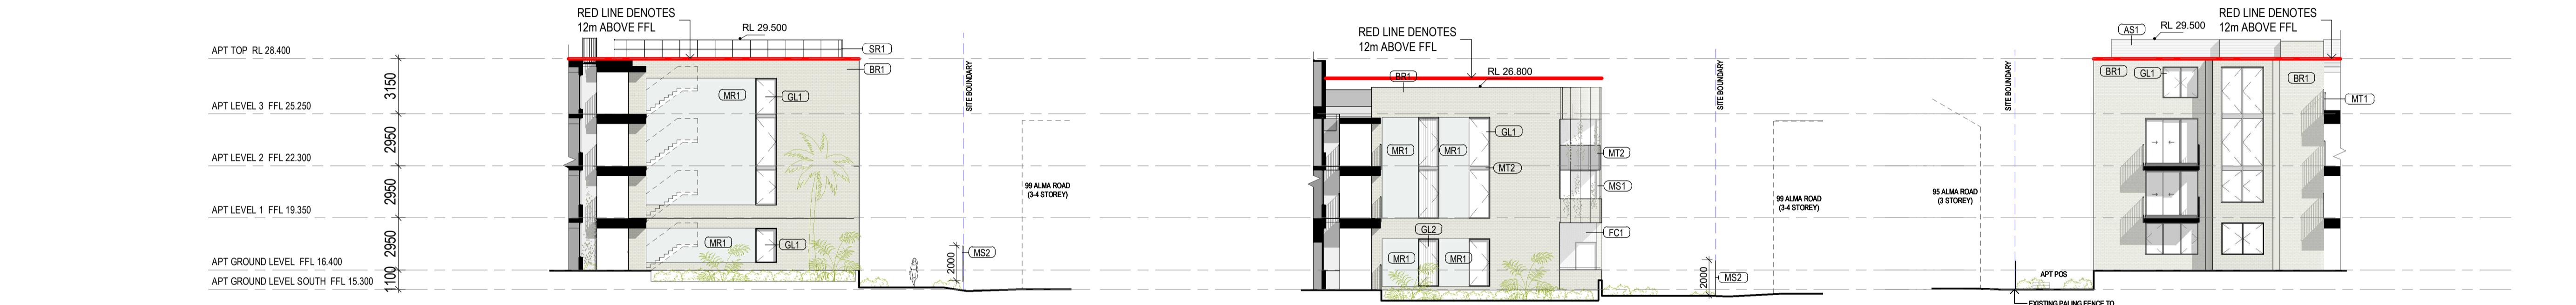 APT TOP  RL 28.400
APT LEVEL 3  FFL 25.250
APT LEVEL 2  FFL 22.300
APT LEVEL 1  FFL 19.350
APT GROUND LEVEL  FFL 16.400
APT GROUND LEVEL SOUTH  FFL 15.300
3150
2950
2950
2950
1100
RED LINE DENOTES
12m ABOVE FFL
RL 29.500
SR1
BR1
MR1
GL1
MR1
GL1
2000
MS2
SITE BOUNDARY
99 ALMA ROAD
(3-4 STOREY)
RED LINE DENOTES
12m ABOVE FFL
BR1
RL 26.800
GL1
MR1
MR1
MT2
MT2
MS1
GL2
FC1
MR1
MR1
2000
MS2
SITE BOUNDARY
99 ALMA ROAD
(3-4 STOREY)
95 ALMA ROAD
(3 STOREY)
SITE BOUNDARY
AS1
RL 29.500
RED LINE DENOTES
12m ABOVE FFL
BR1
GL1
BR1
MT1
APT POS
EXISTING PALING FENCE TO